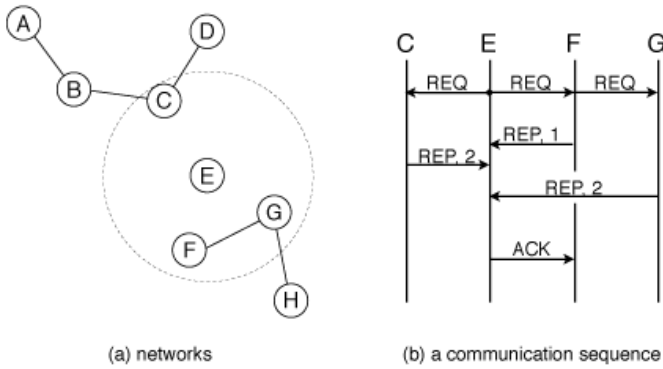 A
D
B
C
E
G
F
H
(a) networks
C E F G
REQ REQ REQ
REP, 1
REP, 2
REP, 2
ACK
(b) a communication sequence